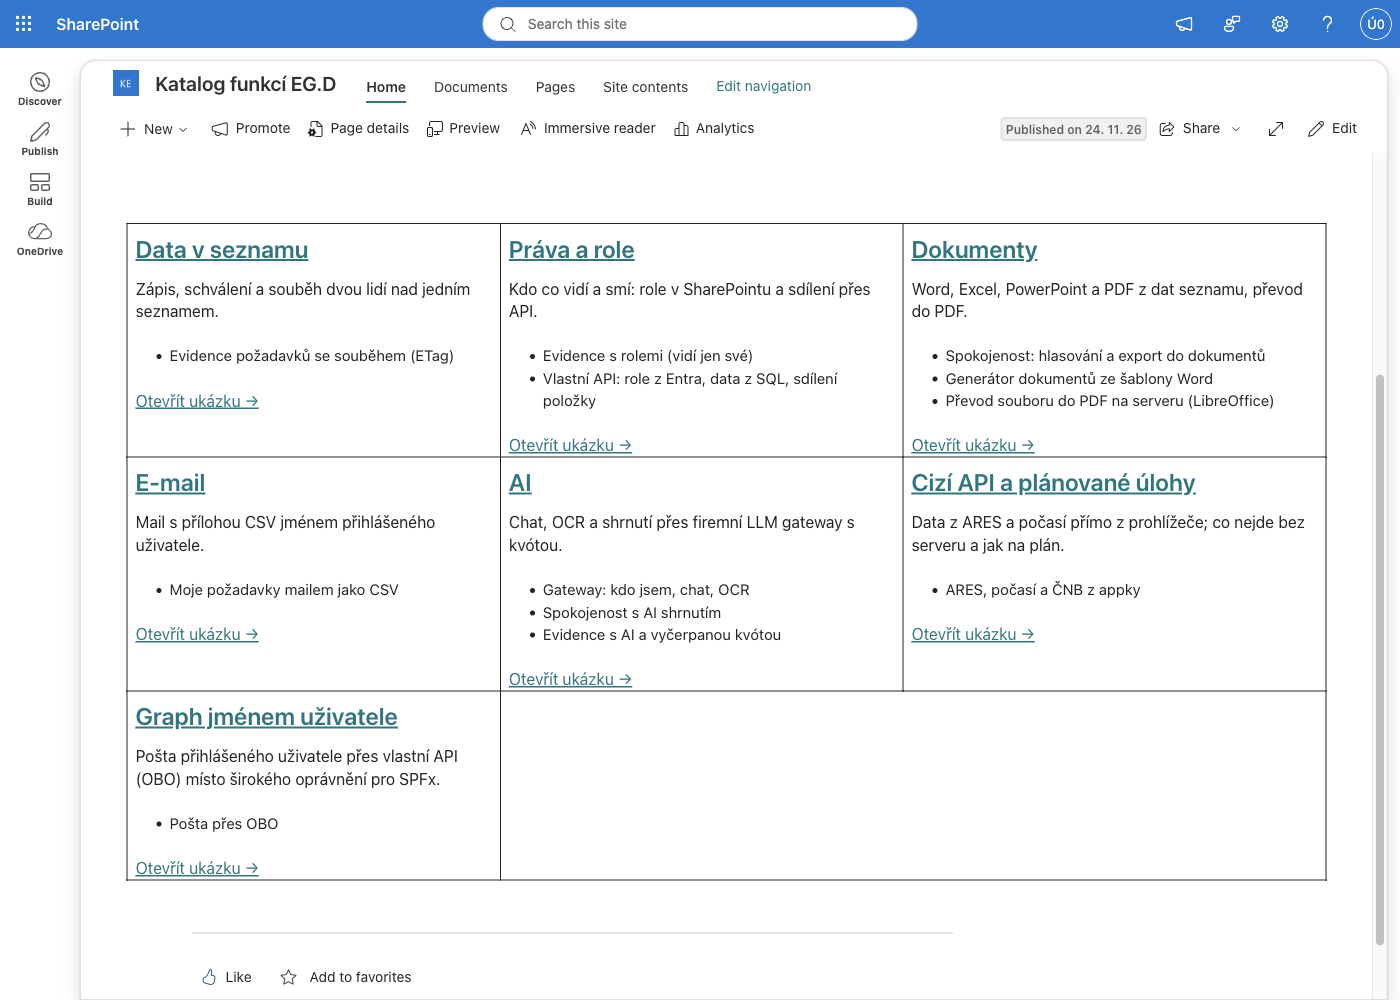 SharePoint
Search this site
Ú0
Discover
Publish
Build
OneDrive
KE
Katalog funkcí EG.D
Home
Documents
Pages
Site contents
Edit navigation
New
Promote
Page details
Preview
Immersive reader
Analytics
Published on 24. 11. 26
Share
Edit
Data v seznamu
Zápis, schválení a souběh dvou lidí nad jedním
seznamem.
• Evidence požadavků se souběhem (ETag)
Otevřít ukázku →
Práva a role
Kdo co vidí a smí: role v SharePointu a sdílení přes
API.
• Evidence s rolemi (vidí jen své)
• Vlastní API: role z Entra, data z SQL, sdílení
položky
Otevřít ukázku →
Dokumenty
Word, Excel, PowerPoint a PDF z dat seznamu, převod
do PDF.
• Spokojenost: hlasování a export do dokumentů
• Generátor dokumentů ze šablony Word
• Převod souboru do PDF na serveru (LibreOffice)
Otevřít ukázku →
E-mail
Mail s přílohou CSV jménem přihlášeného
uživatele.
• Moje požadavky mailem jako CSV
Otevřít ukázku →
AI
Chat, OCR a shrnutí přes firemní LLM gateway s
kvótou.
• Gateway: kdo jsem, chat, OCR
• Spokojenost s AI shrnutím
• Evidence s AI a vyčerpanou kvótou
Otevřít ukázku →
Cizí API a plánované úlohy
Data z ARES a počasí přímo z prohlížeče; co nejde bez
serveru a jak na plán.
• ARES, počasí a ČNB z appky
Otevřít ukázku →
Graph jménem uživatele
Pošta přihlášeného uživatele přes vlastní API
(OBO) místo širokého oprávnění pro SPFx.
• Pošta přes OBO
Otevřít ukázku →
Like
Add to favorites